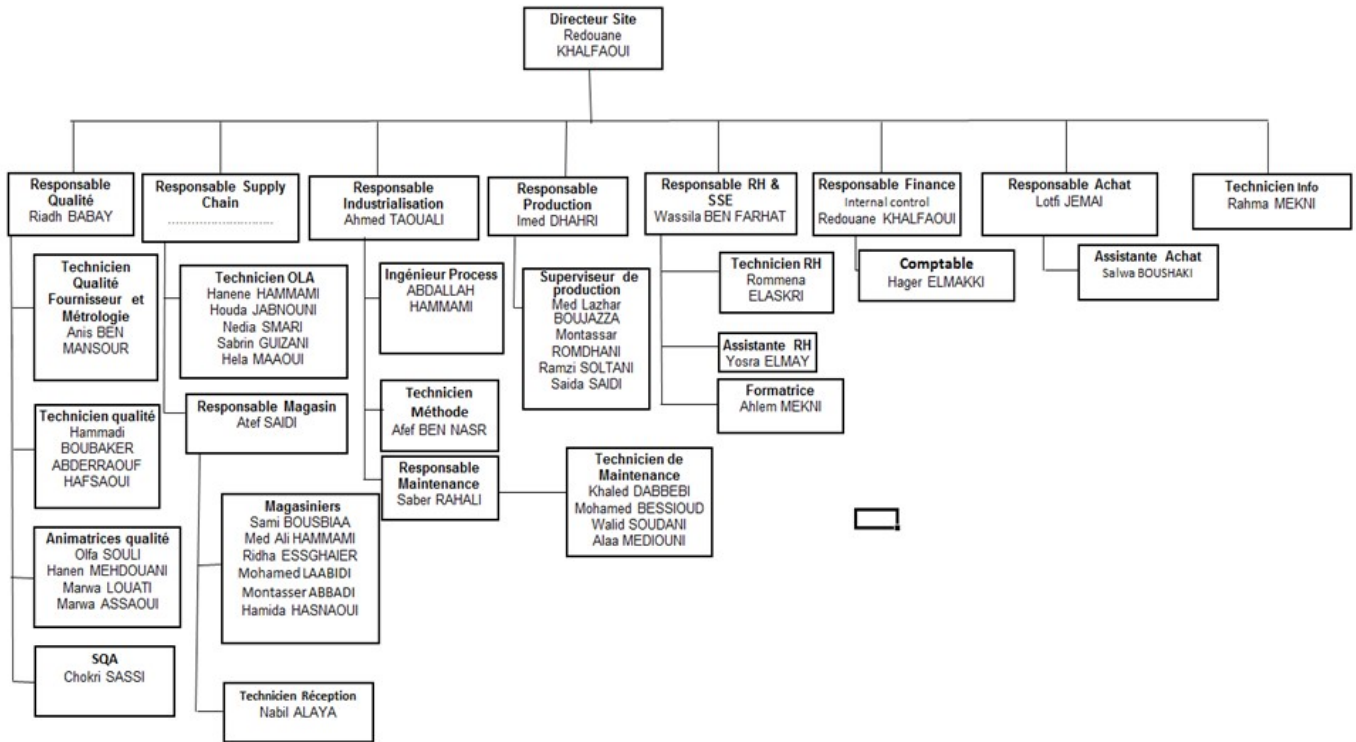 Directeur Site
Redouane
KHALFAOUI
Responsable
Qualité
Riadh BABAY
Responsable Supply
Chain
..............................
Responsable
Industrialisation
Ahmed TAOUALI
Responsable
Production
Imed DHAHRI
Responsable RH &
SSE
Wassila BEN FARHAT
Responsable Finance
Internal control
Redouane KHALFAOUI
Responsable Achat
Lotfi JEMAI
Technicien Info
Rahma MEKNI
Technicien
Qualité
Fournisseur et
Métrologie
Anis BEN
MANSOUR
Technicien qualité
Hammadi
BOUBAKER
ABDERRAOUF
HAFSAOUI
Animatrices qualité
Olfa SOULI
Hanen MEHDOUANI
Marwa LOUATI
Marwa ASSAOUI
SQA
Chokri SASSI
Technicien OLA
Hanene HAMMAMI
Houda JABNOUNI
Nedia SMARI
Sabrin GUIZANI
Hela MAAOUI
Responsable Magasin
Atef SAIDI
Magasiniers
Sami BOUSBIAA
Med Ali HAMMAMI
Ridha ESSGHAIER
Mohamed LAABIDI
Montasser ABBADI
Hamida HASNAOUI
Technicien Réception
Nabil ALAYA
Ingénieur Process
ABDALLAH
HAMMAMI
Technicien
Méthode
Afef BEN NASR
Responsable
Maintenance
Saber RAHALI
Technicien de
Maintenance
Khaled DABBEBI
Mohamed BESSIOUD
Walid SOUDANI
Alaa MEDIOUNI
Superviseur de
production
Med Lazhar
BOUJAZZA
Montassar
ROMDHANI
Ramzi SOLTANI
Saida SAIDI
Technicien RH
Rommena
ELASKRI
Assistante RH
Yosra ELMAY
Formatrice
Ahlem MEKNI
Comptable
Hager ELMAKKI
Assistante Achat
Salwa BOUSHAKI